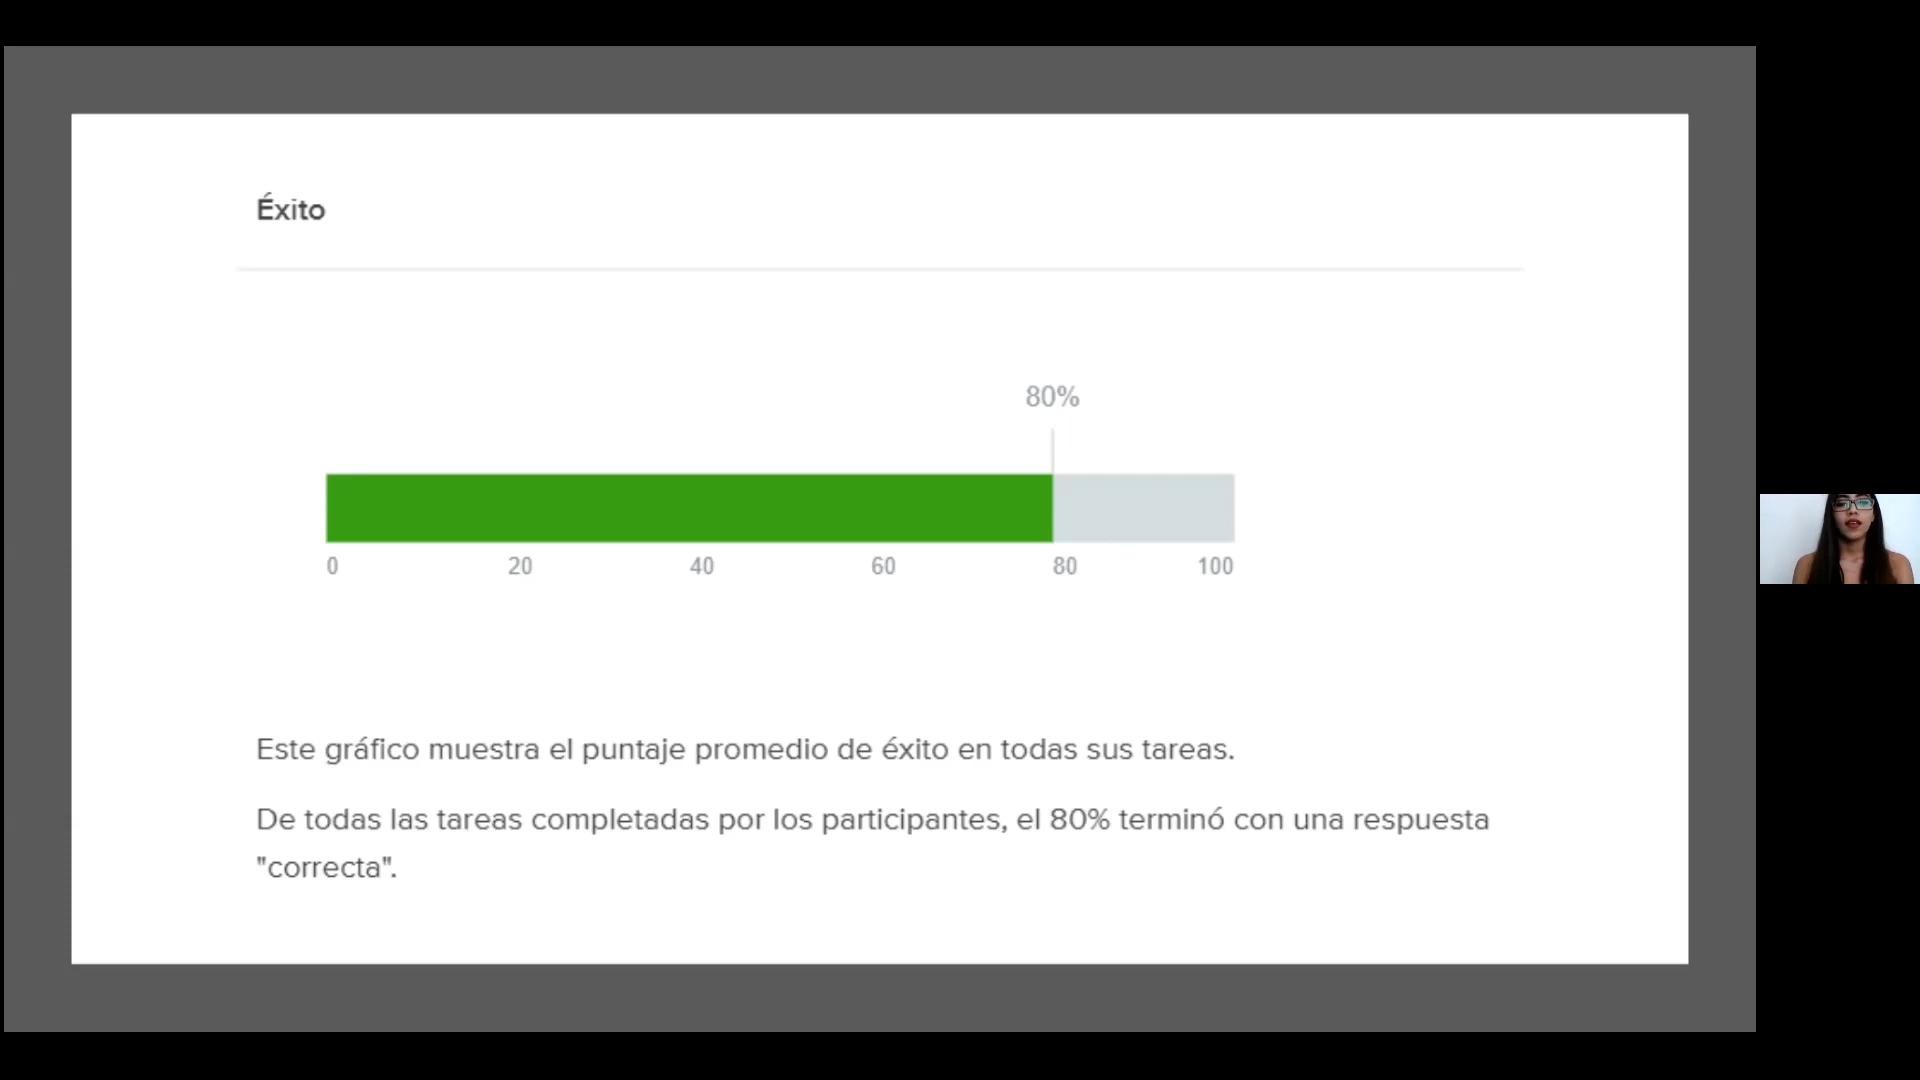 Éxito
80%
0 20 40 60 80 100
Este gráfico muestra el puntaje promedio de éxito en todas sus tareas.
De todas las tareas completadas por los participantes, el 80% terminó con una respuesta
"correcta".